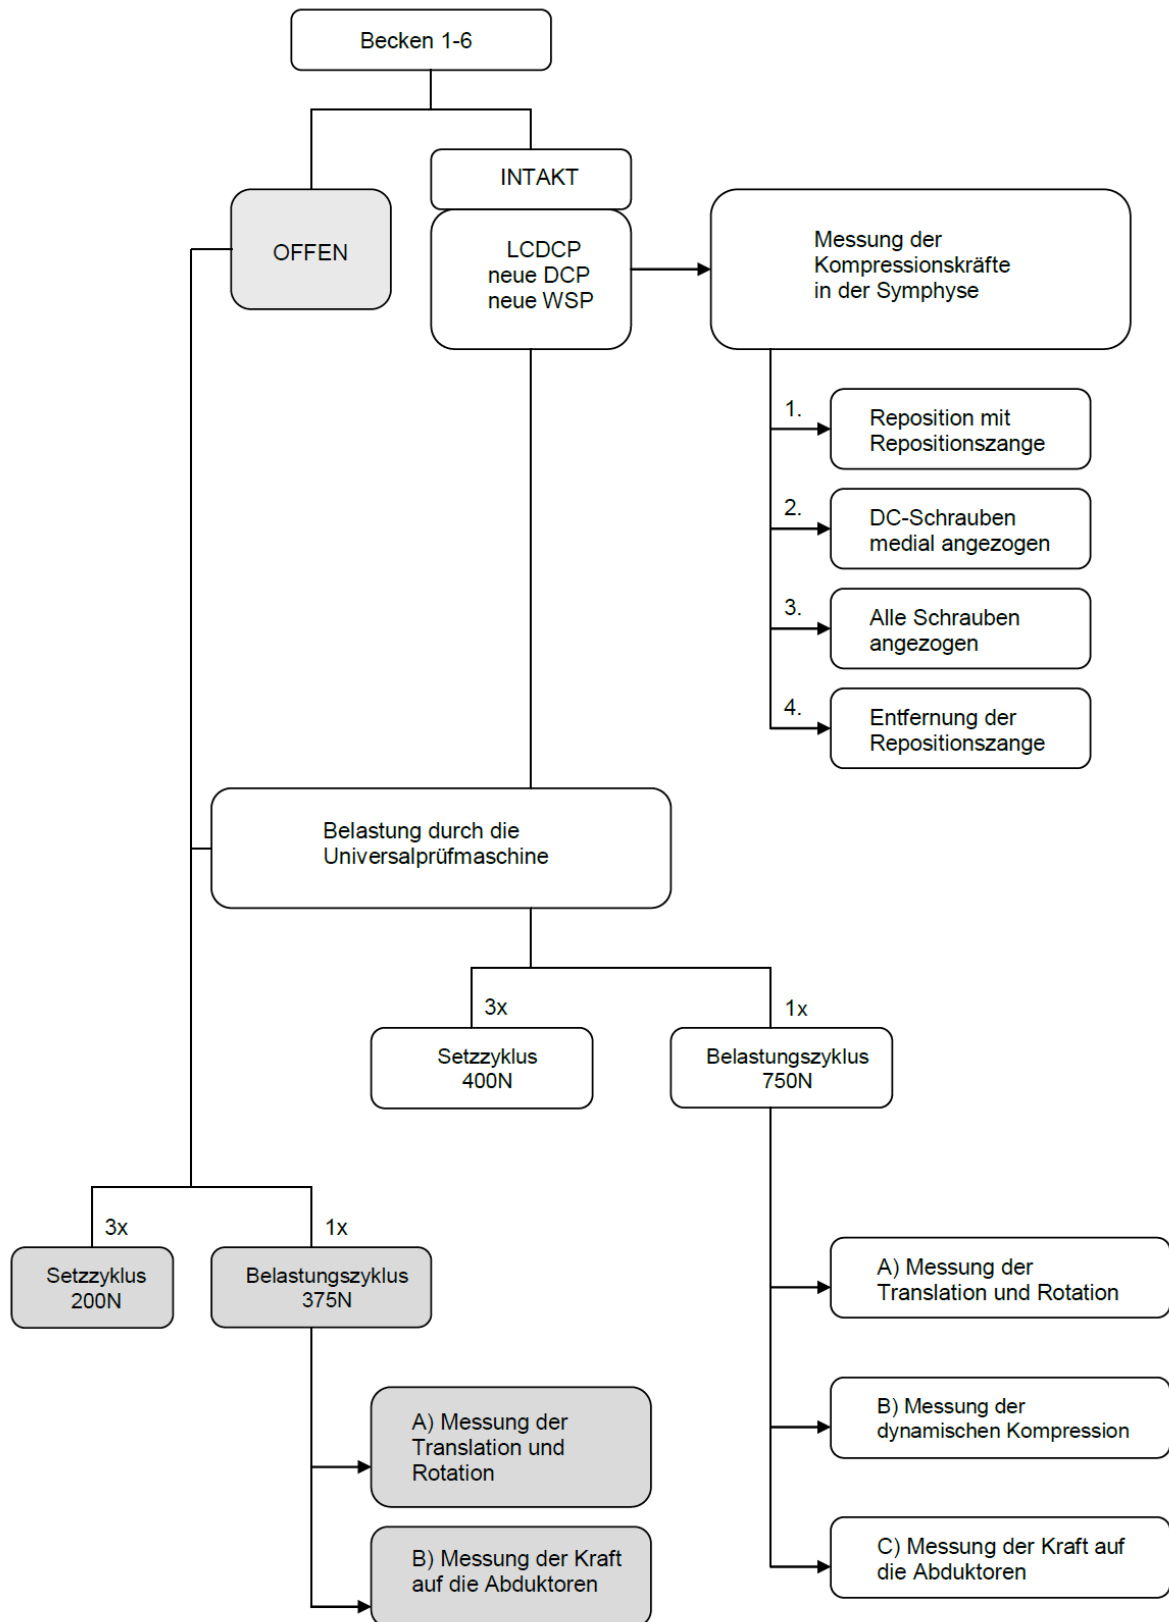 Becken 1-6
INTAKT
OFFEN
LCDCP
neue DCP
neue WSP
Messung der
Kompressionskräfte
in der Symphyse
1.
Reposition mit
Repositionszange
2.
DC-Schrauben
medial angezogen
3.
Alle Schrauben
angezogen
4.
Entfernung der
Repositionszange
Belastung durch die
Universalprüfmaschine
3x
1x
Setzzyklus
400N
Belastungszyklus
750N
3x
1x
Setzzyklus
200N
Belastungszyklus
375N
A) Messung der
Translation und Rotation
B) Messung der
dynamischen Kompression
C) Messung der Kraft auf
die Abduktoren
A) Messung der
Translation und
Rotation
B) Messung der Kraft
auf die Abduktoren